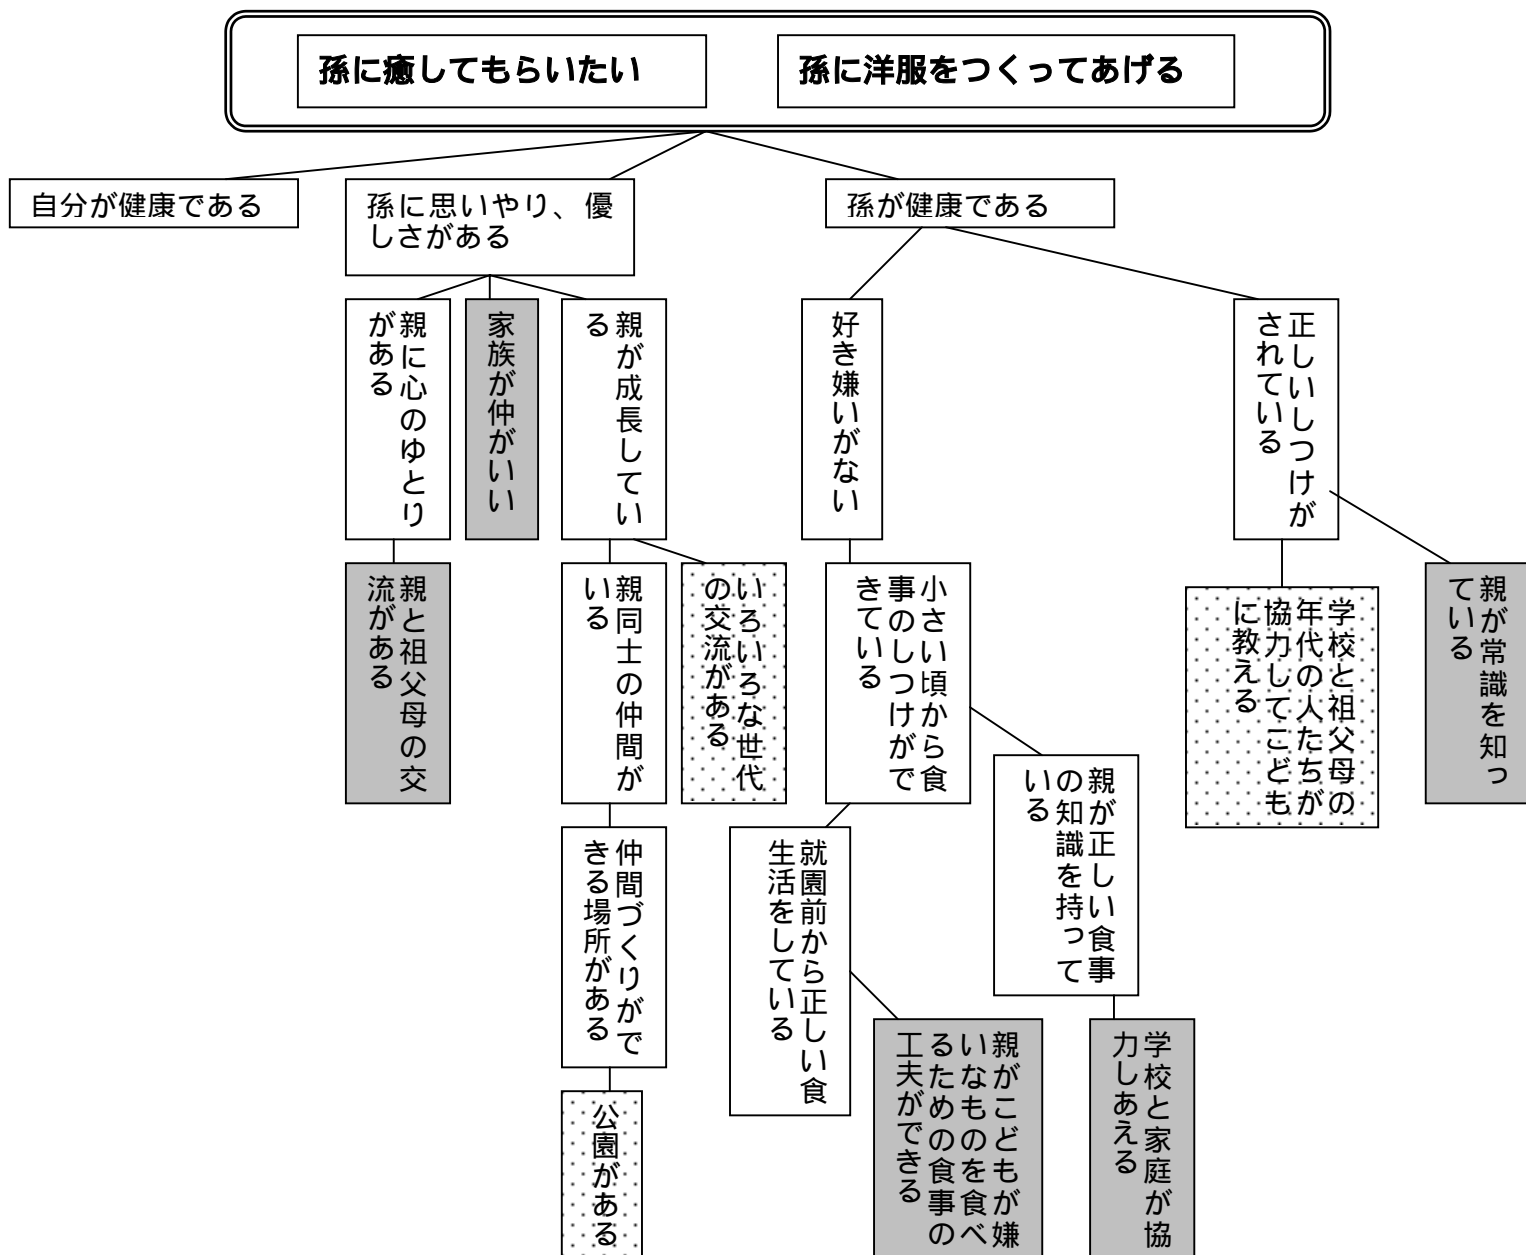 孫に癒してもらいたい
孫に洋服をつくってあげる
自分が健康である
孫に思いやり、優
しさがある
孫が健康である
親に心のゆとり
がある
家族が仲がいい
親が成長してい
る
好き嫌いがない
正しいしつけが
されている
親と祖父母の交
流がある
親同士の仲間が
いる
いろいろな世代
の交流がある
小さい頃から食
事のしつけがで
きている
学校と祖父母の
年代の人たちが
協力してこども
に教える
親が常識を知っ
ている
仲間づくりがで
きる場所がある
就園前から正しい食
生活をしている
親が正しい食事
の知識を持って
いる
公園がある
親がこどもが嫌
いなものを食べ
るための食事の
工夫ができる
学校と家庭が協
力しあえる